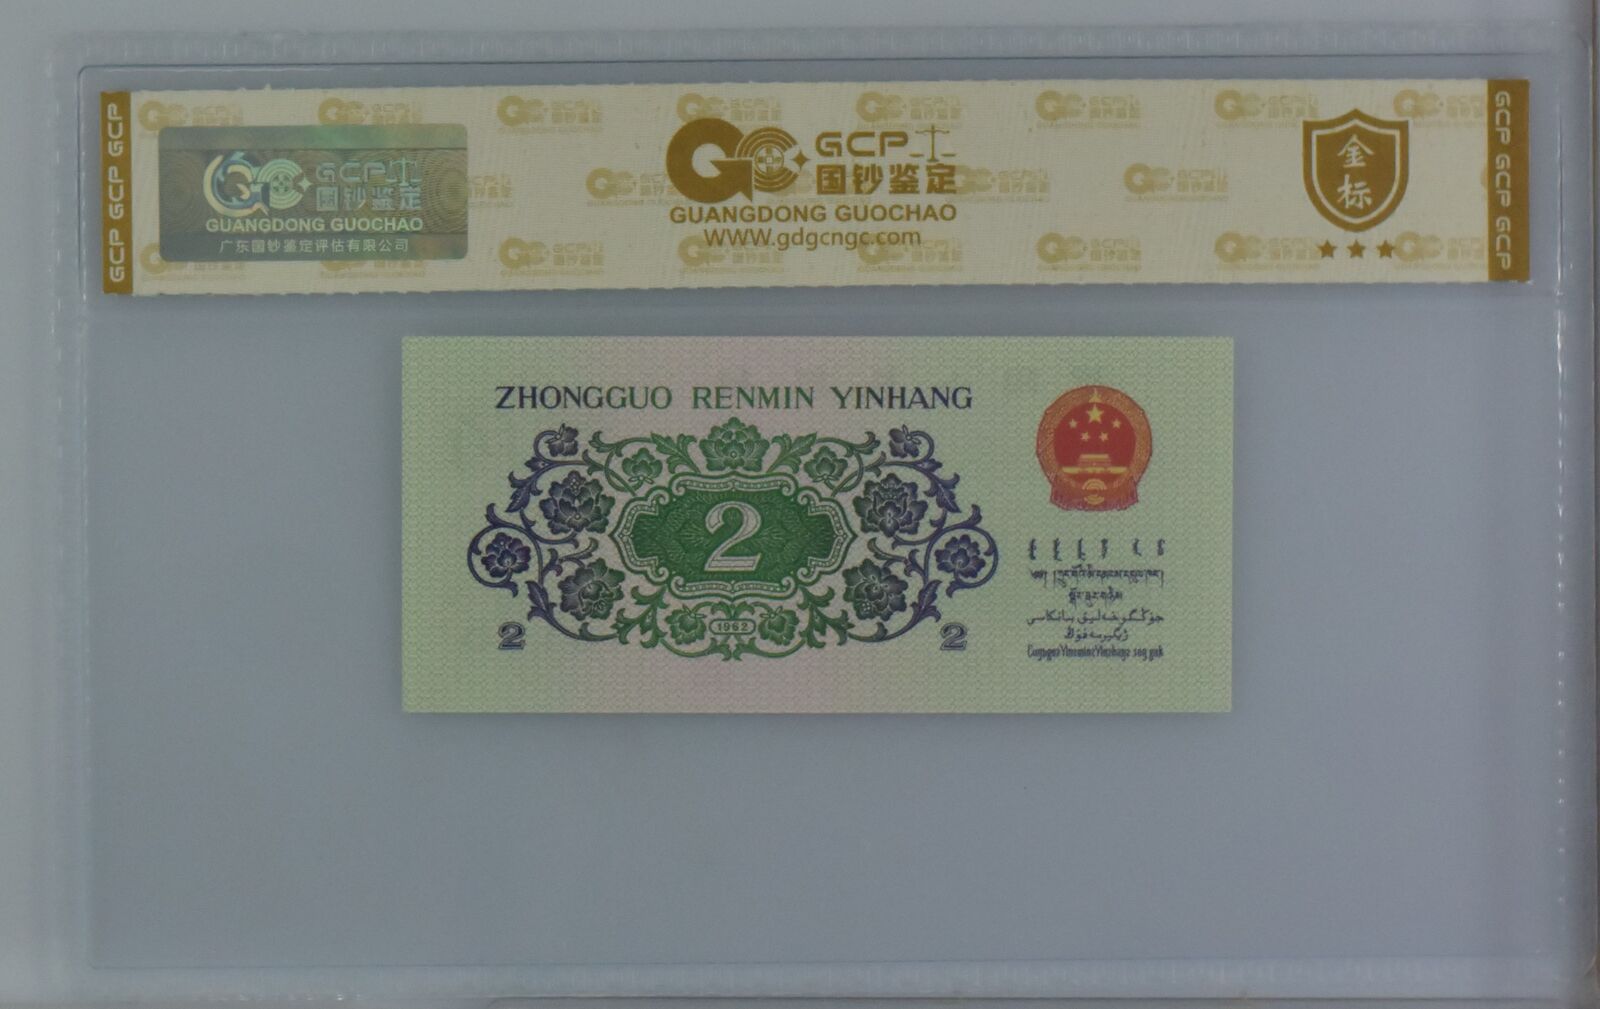 GCP GCP GCP
GCP 国钞鉴定
GUANGDONG GUOCHAO
广东国钞鉴定评估有限公司
GCP
国钞鉴定
GUANGDONG GUOCHAO
www.gdgcngc.com
金标
GCP GCP GCP
ZHONGGUO RENMIN YINHANG
2
1962
2 2